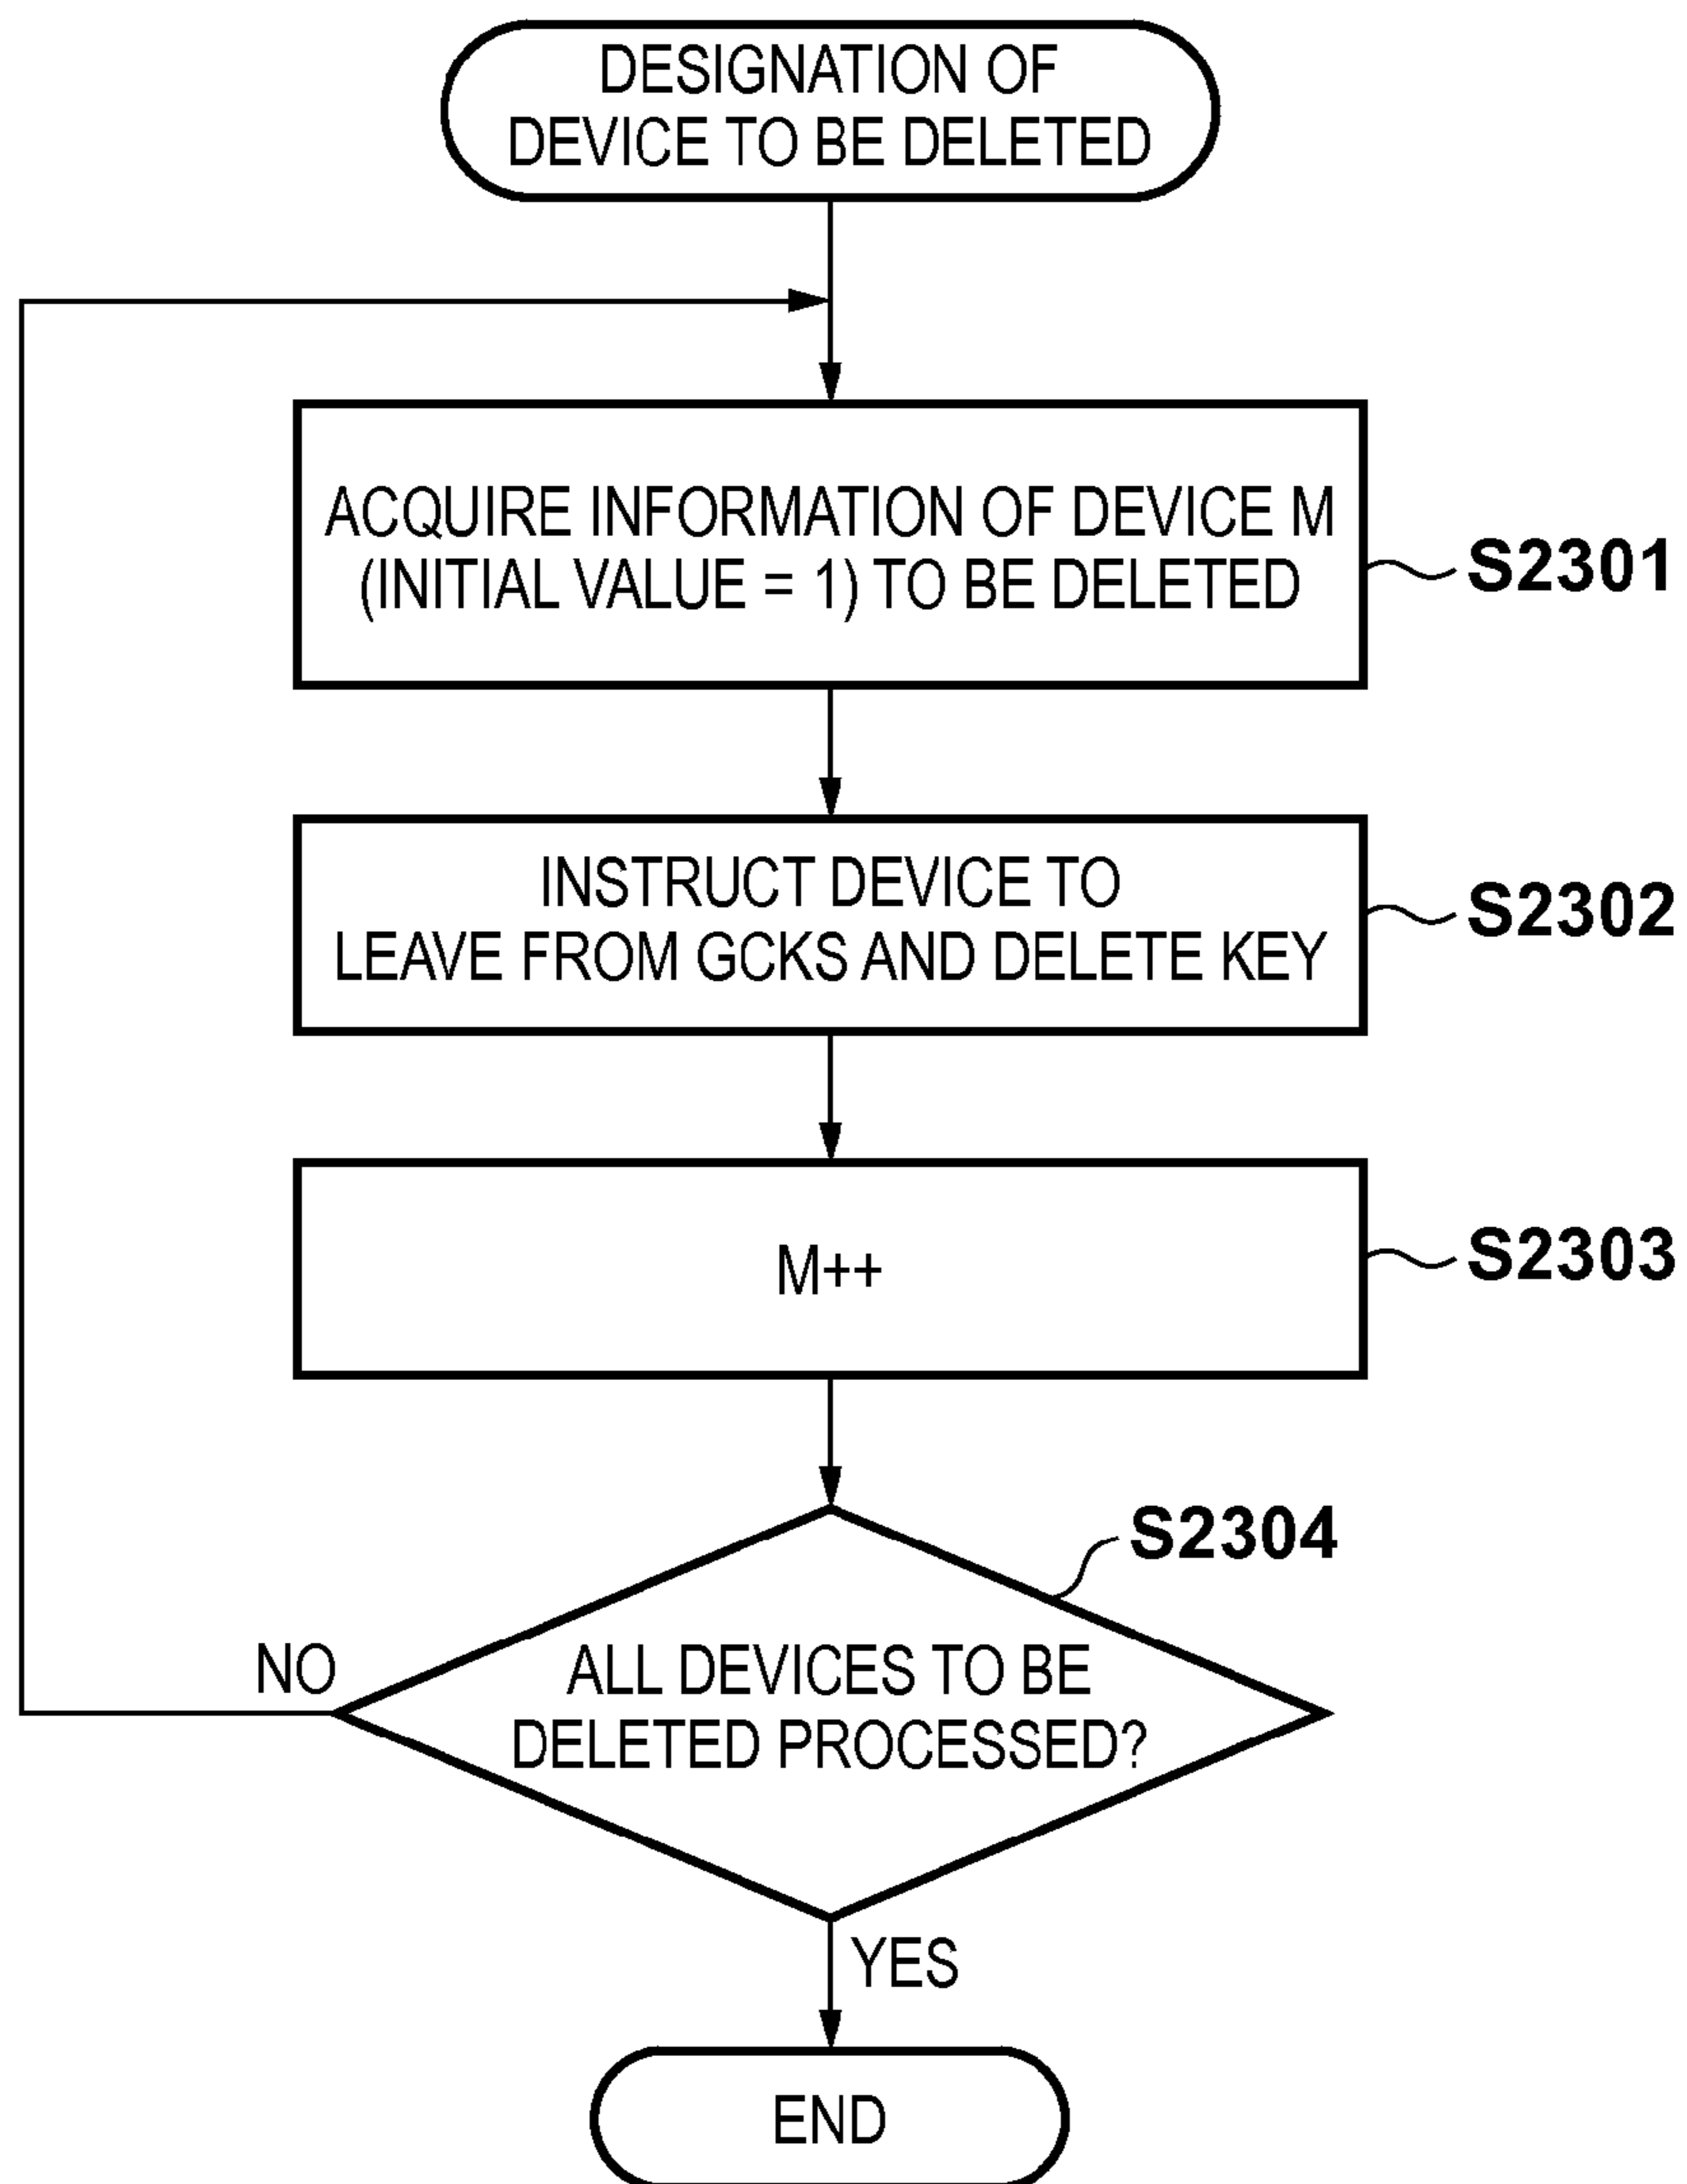 DESIGNATION OF
DEVICE TO BE DELETED
ACQUIRE INFORMATION OF DEVICE M
(INITIAL VALUE = 1) TO BE DELETED
S2301
INSTRUCT DEVICE TO
LEAVE FROM GCKS AND DELETE KEY
S2302
M++
S2303
S2304
ALL DEVICES TO BE
DELETED PROCESSED?
NO
YES
END